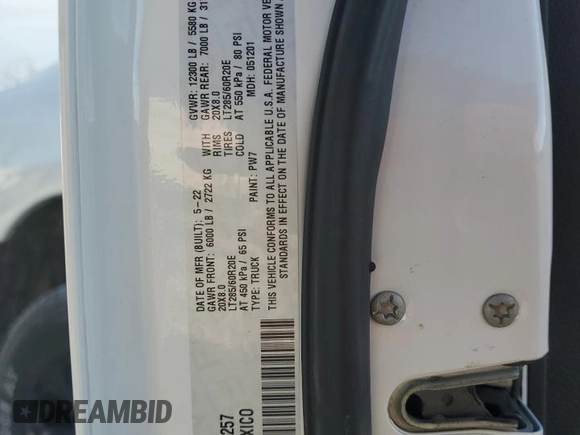 DATE OF MFR (BUILT): 5-22 GVWR: 12300 LB / 5580 KG
GAWR FRONT: 6000 LB / 2722 KG WITH GAWR REAR: 7000 LB / 31
20X8.0 RIMS 20X8.0
LT285/60R20E TIRES LT285/60R20E
AT 450 kPa / 65 PSI COLD AT 550 kPa / 80 PSI
TYPE: TRUCK PAINT: PW7 MDH: 051201
THIS VEHICLE CONFORMS TO ALL APPLICABLE U.S.A. FEDERAL MOTOR VE
STANDARDS IN EFFECT ON THE DATE OF MANUFACTURE SHOWN
257
XICO
DREAMBID